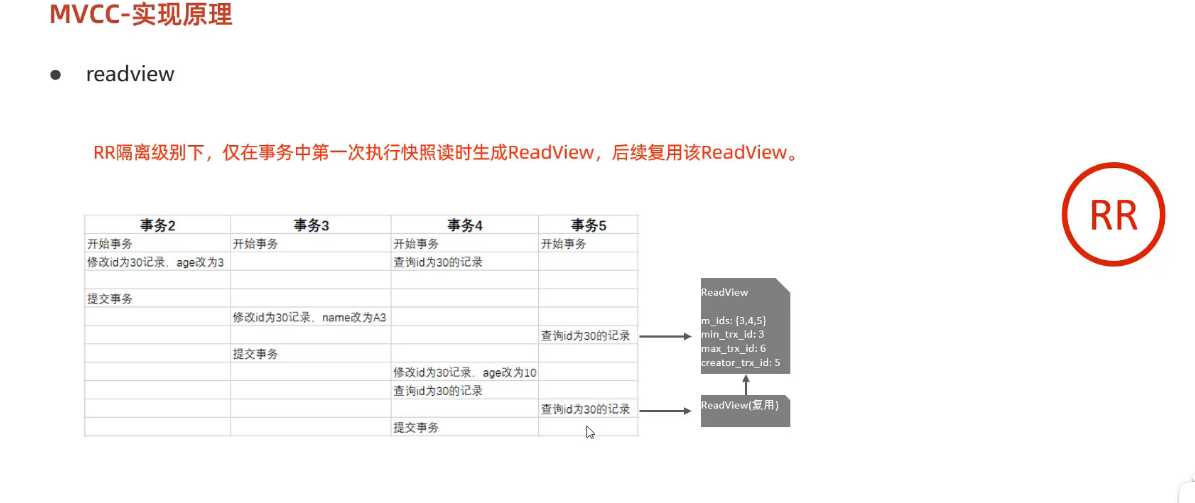 MVCC-实现原理
● readview
RR隔离级别下，仅在事务中第一次执行快照读时生成ReadView，后续复用该ReadView。
RR
事务2 事务3 事务4 事务5
开始事务 开始事务 开始事务 开始事务
修改id为30记录、age改为3 查询id为30的记录
提交事务
修改id为30记录、name改为A3
查询id为30的记录
提交事务
修改id为30记录、age改为10
查询id为30的记录
查询id为30的记录
提交事务
ReadView
m_ids: {3,4,5}
min_trx_id: 3
max_trx_id: 6
creator_trx_id: 5
ReadView(复用)